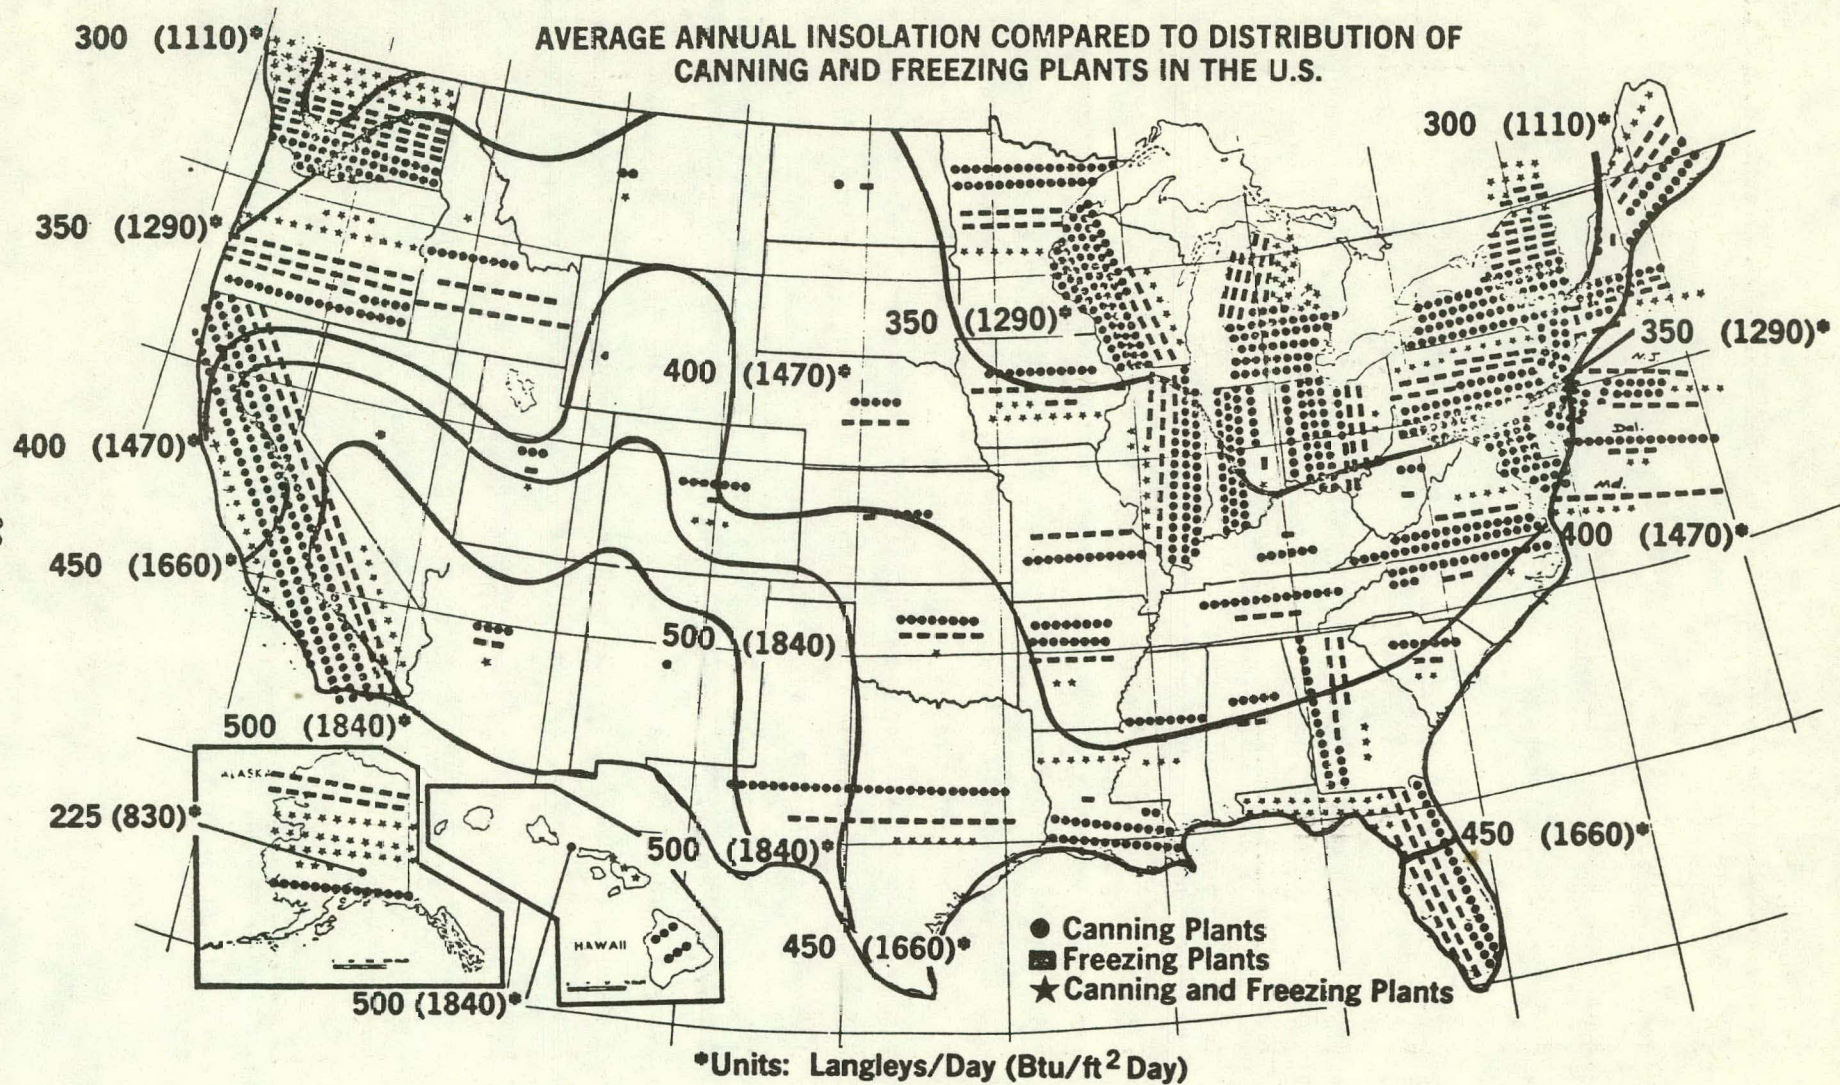 AVERAGE ANNUAL INSOLATION COMPARED TO DISTRIBUTION OF
CANNING AND FREEZING PLANTS IN THE U.S.
300 (1110)*
300 (1110)*
350 (1290)*
350 (1290)*
350 (1290)*
N.J
400 (1470)*
400 (1470)*
Del.
Md.
400 (1470)*
450 (1660)*
500 (1840)
500 (1840)*
ALASKA
225 (830)*
500 (1840)*
450 (1660)*
HAWAII
450 (1660)*
500 (1840)*
● Canning Plants
■ Freezing Plants
★ Canning and Freezing Plants
*Units: Langleys/Day (Btu/ft² Day)